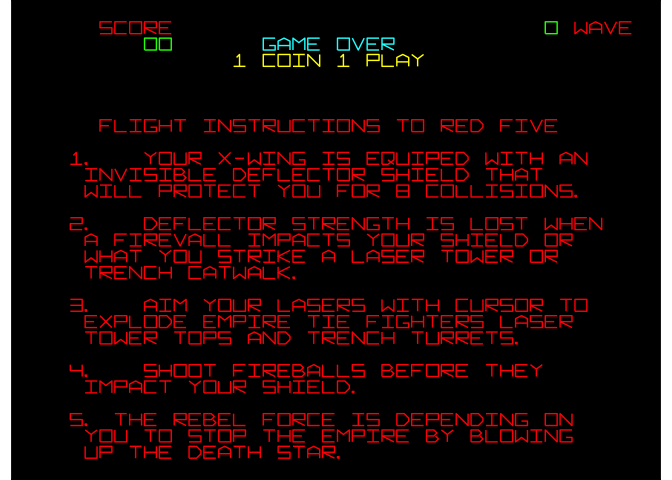 SCORE 0 WAVE
00 GAME OVER
1 COIN 1 PLAY
FLIGHT INSTRUCTIONS TO RED FIVE
1. YOUR X-WING IS EQUIPED WITH AN
INVISIBLE DEFLECTOR SHIELD THAT
WILL PROTECT YOU FOR 8 COLLISIONS.
2. DEFLECTOR STRENGTH IS LOST WHEN
A FIREVALL IMPACTS YOUR SHIELD OR
WHAT YOU STRIKE A LASER TOWER OR
TRENCH CATWALK.
3. AIM YOUR LASERS WITH CURSOR TO
EXPLODE EMPIRE TIE FIGHTERS LASER
TOWER TOPS AND TRENCH TURRETS.
4. SHOOT FIREBALLS BEFORE THEY
IMPACT YOUR SHIELD.
5. THE REBEL FORCE IS DEPENDING ON
YOU TO STOP THE EMPIRE BY BLOWING
UP THE DEATH STAR.